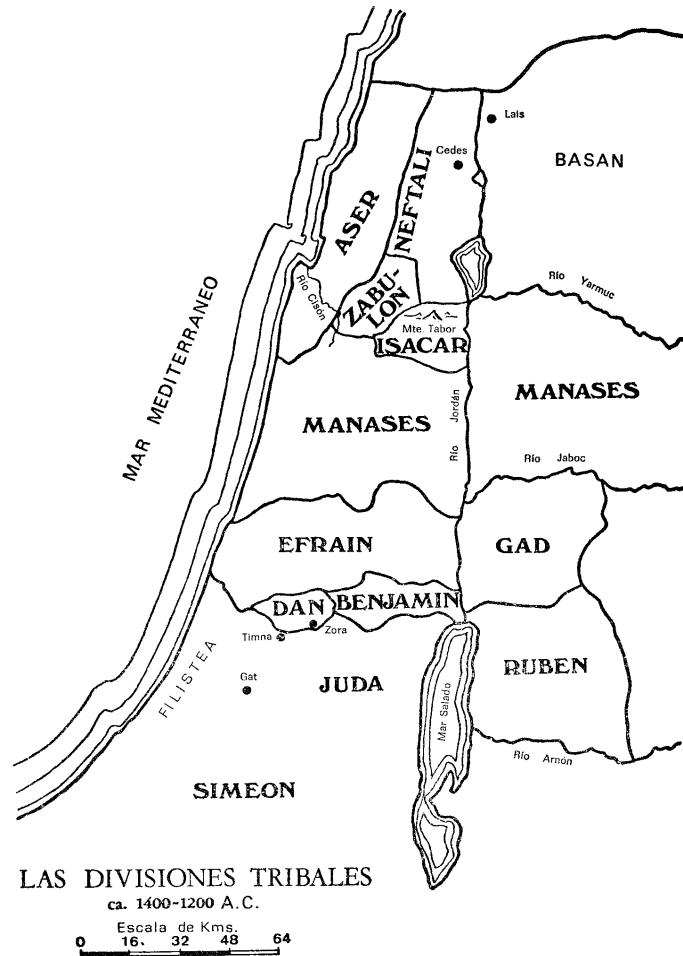 Lais
Cedes
BASAN
ASER
NEFTALI
Río Yarmuc
Río Cisón
ZABU-
LON
Mte. Tabor
ISACAR
MAR MEDITERRANEO
MANASES
MANASES
Río Jordán
Río Jaboc
EFRAIN
GAD
DAN
BENJAMIN
Timna
Zora
FILISTEA
Gat
JUDA
RUBEN
Mar Salado
Río Arnón
SIMEON
LAS DIVISIONES TRIBALES
ca. 1400-1200 A.C.
Escala de Kms.
0 16. 32 48 64